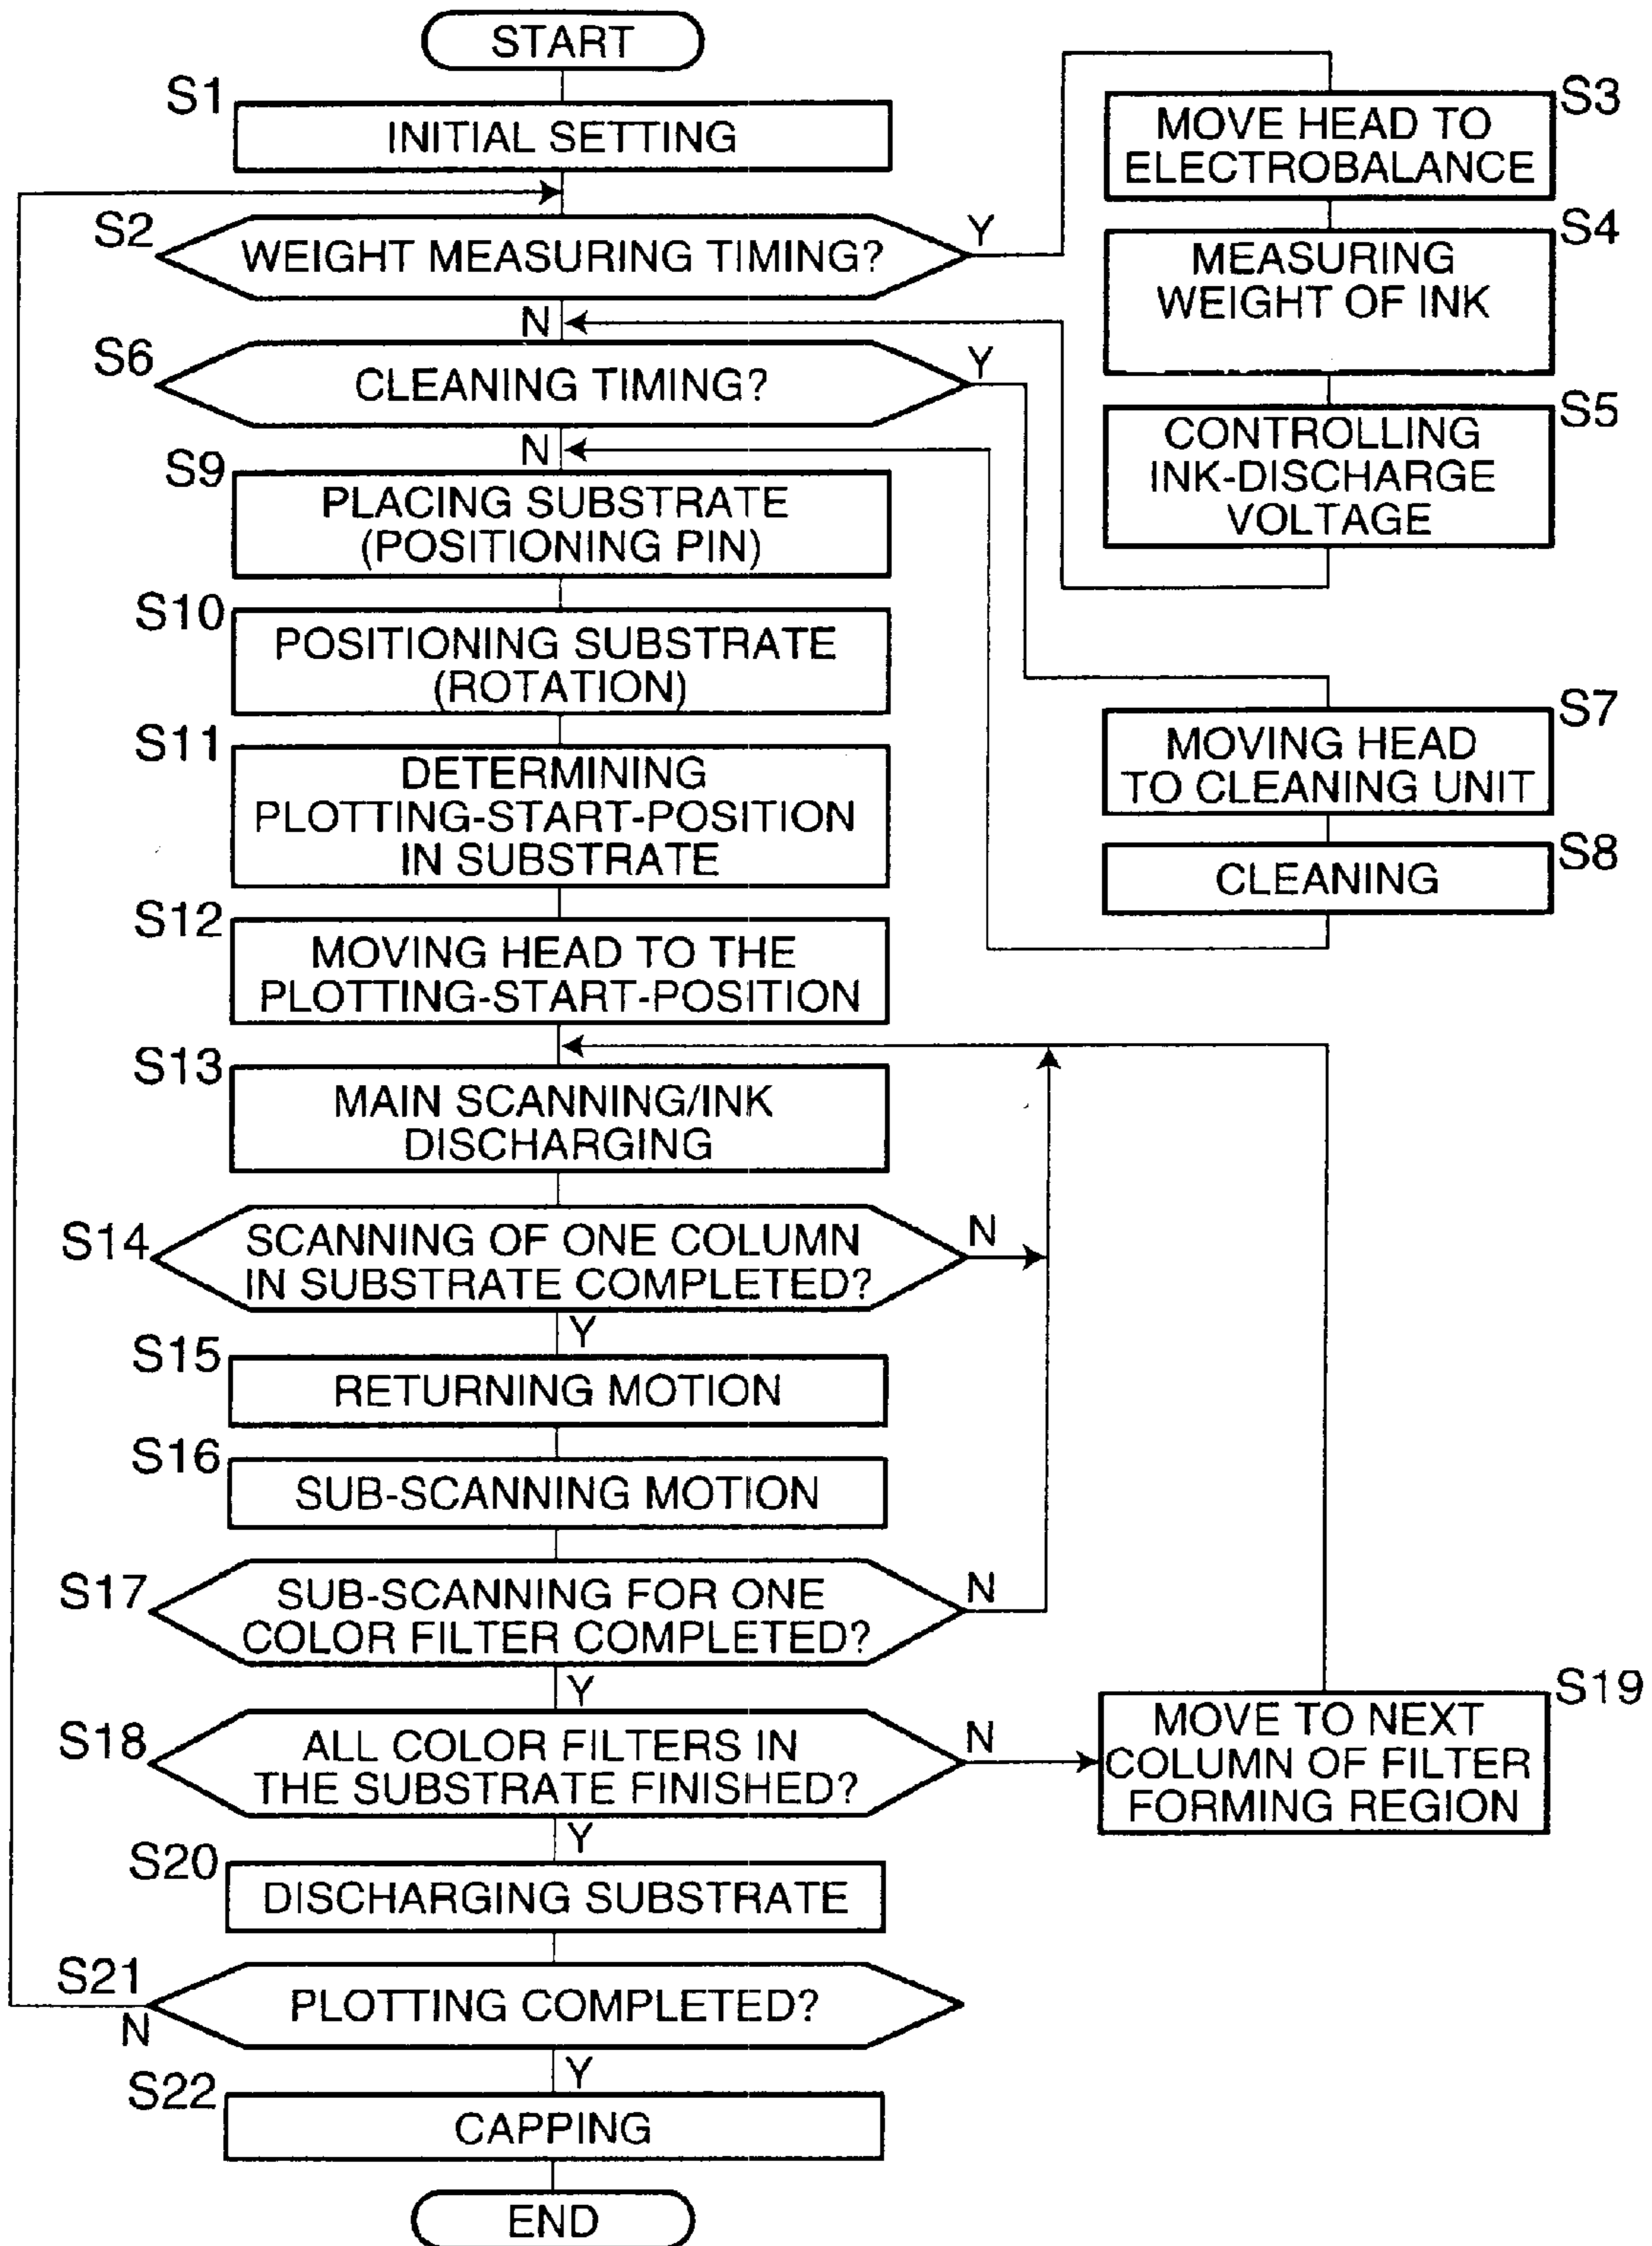 START
S1
INITIAL SETTING
S2
WEIGHT MEASURING TIMING?
Y
N
S3
MOVE HEAD TO
ELECTROBALANCE
S4
MEASURING
WEIGHT OF INK
S5
CONTROLLING
INK-DISCHARGE
VOLTAGE
S6
CLEANING TIMING?
Y
N
S7
MOVING HEAD
TO CLEANING UNIT
S8
CLEANING
S9
PLACING SUBSTRATE
(POSITIONING PIN)
S10
POSITIONING SUBSTRATE
(ROTATION)
S11
DETERMINING
PLOTTING-START-POSITION
IN SUBSTRATE
S12
MOVING HEAD TO THE
PLOTTING-START-POSITION
S13
MAIN SCANNING/INK
DISCHARGING
S14
SCANNING OF ONE COLUMN
IN SUBSTRATE COMPLETED?
N
Y
S15
RETURNING MOTION
S16
SUB-SCANNING MOTION
S17
SUB-SCANNING FOR ONE
COLOR FILTER COMPLETED?
N
Y
S18
ALL COLOR FILTERS IN
THE SUBSTRATE FINISHED?
N
Y
S19
MOVE TO NEXT
COLUMN OF FILTER
FORMING REGION
S20
DISCHARGING SUBSTRATE
S21
PLOTTING COMPLETED?
N
Y
S22
CAPPING
END